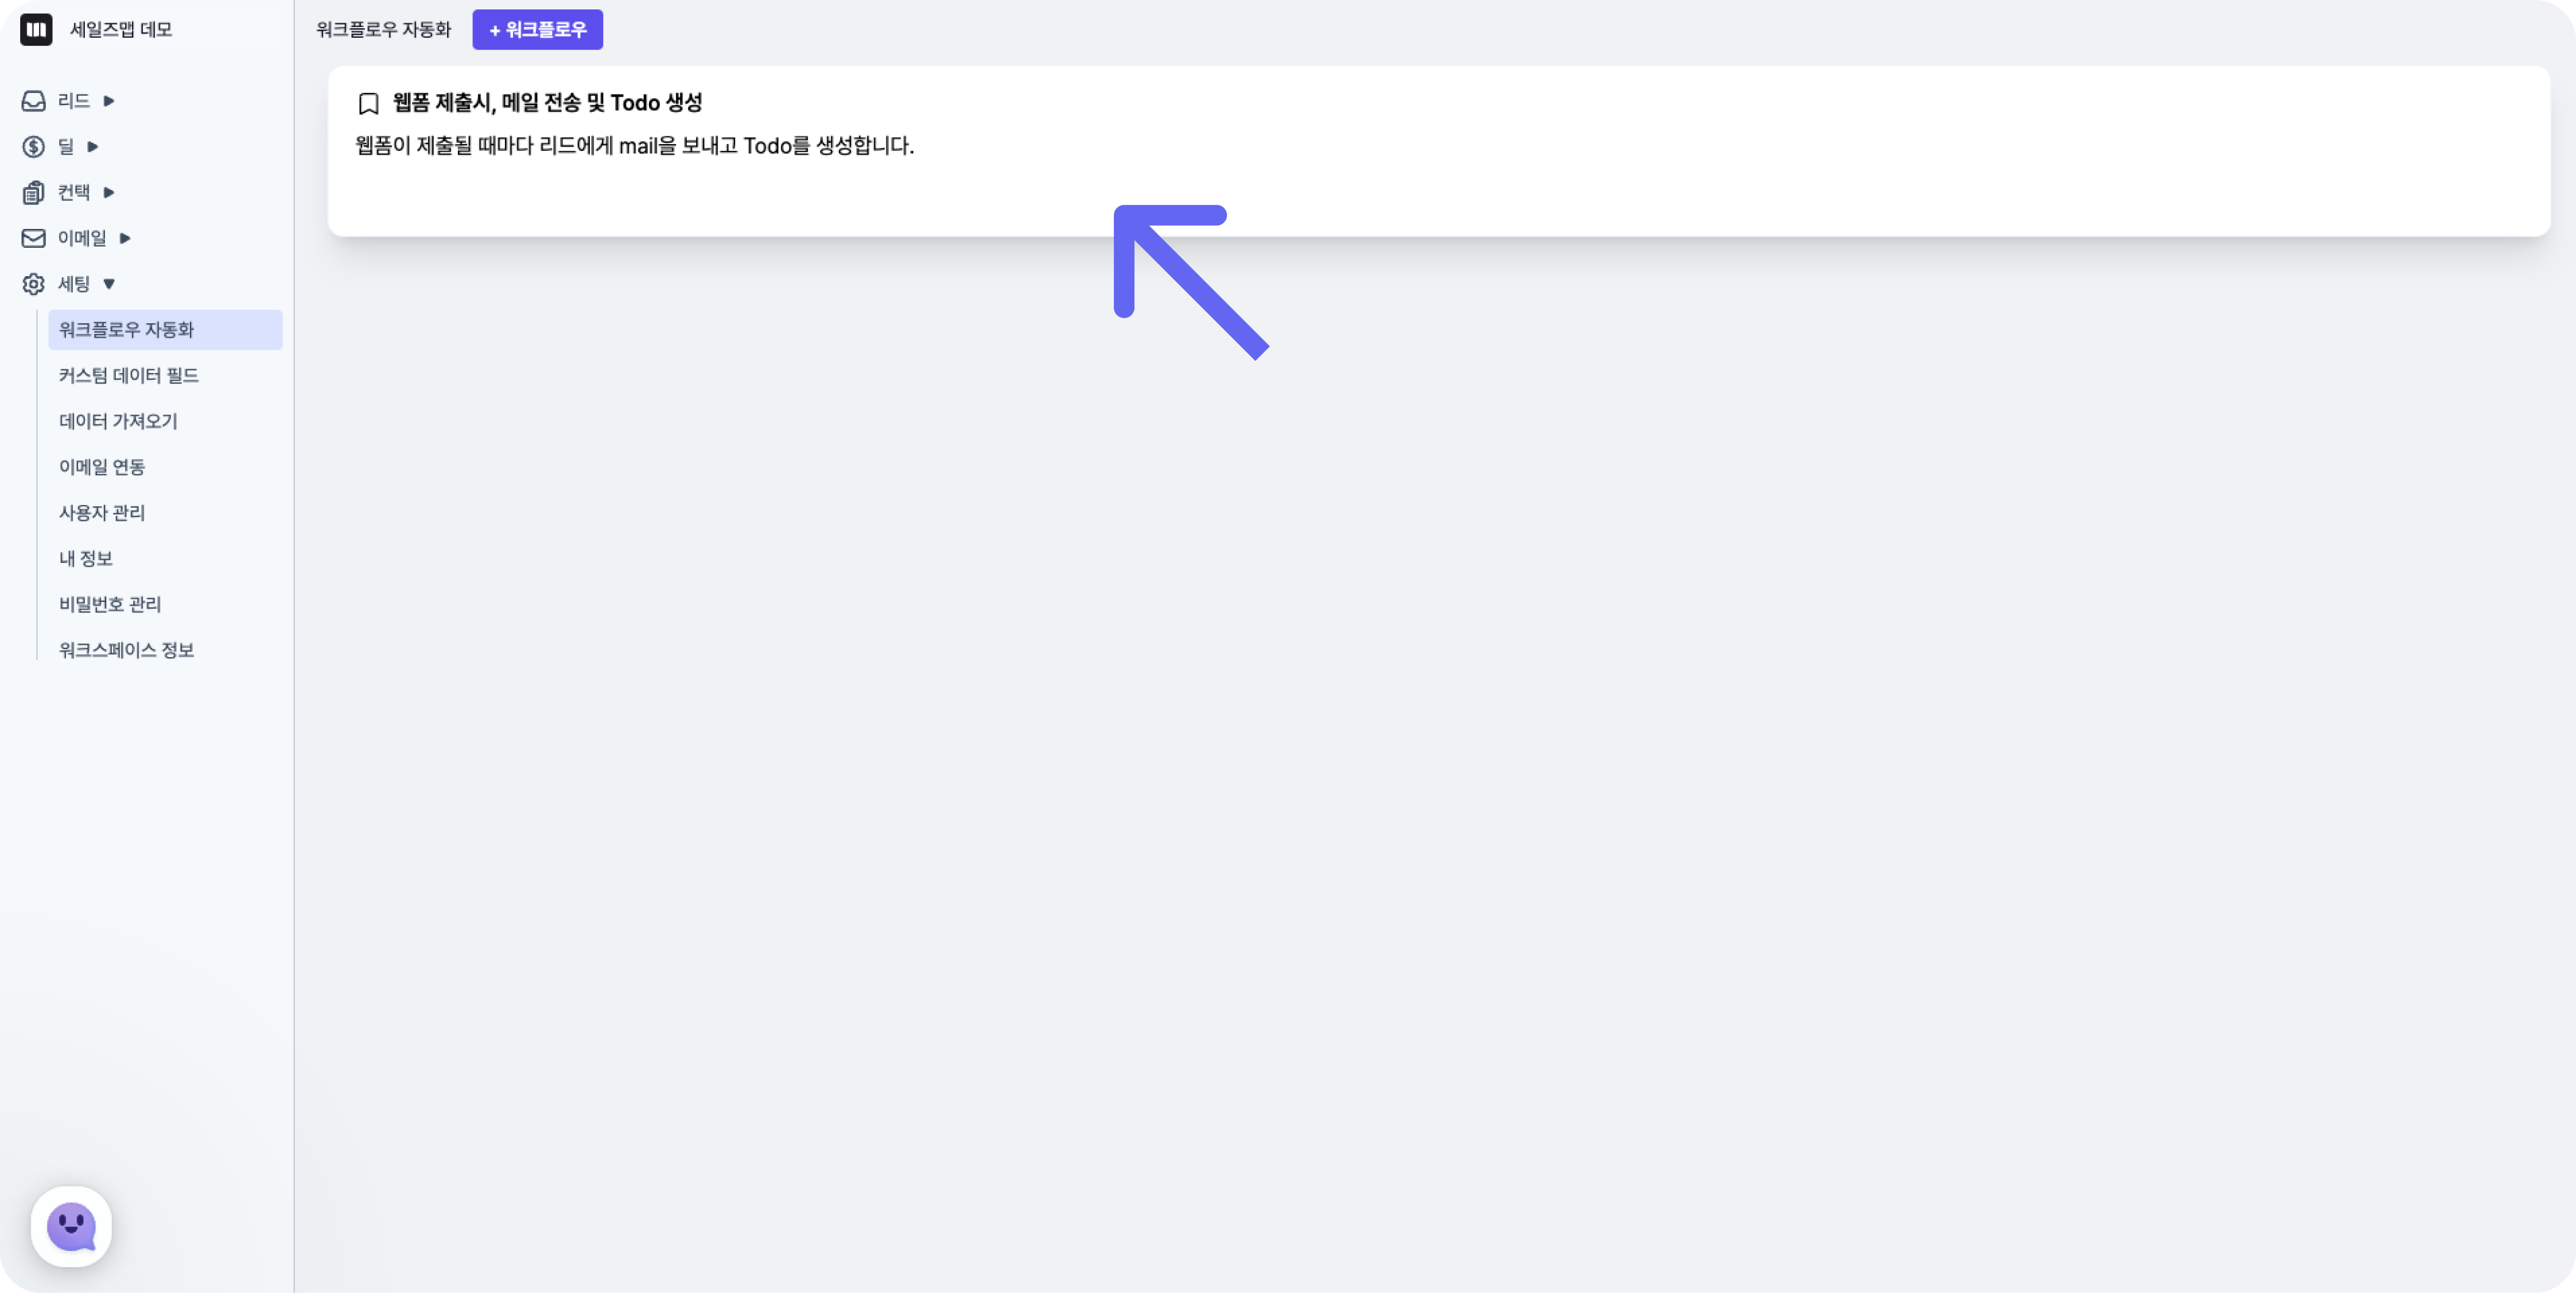 세일즈맵 데모
리드
딜
컨택
이메일
세팅
워크플로우 자동화
커스텀 데이터 필드
데이터 가져오기
이메일 연동
사용자 관리
내 정보
비밀번호 관리
워크스페이스 정보
워크플로우 자동화
+ 워크플로우
웹폼 제출시, 메일 전송 및 Todo 생성
웹폼이 제출될 때마다 리드에게 mail을 보내고 Todo를 생성합니다.